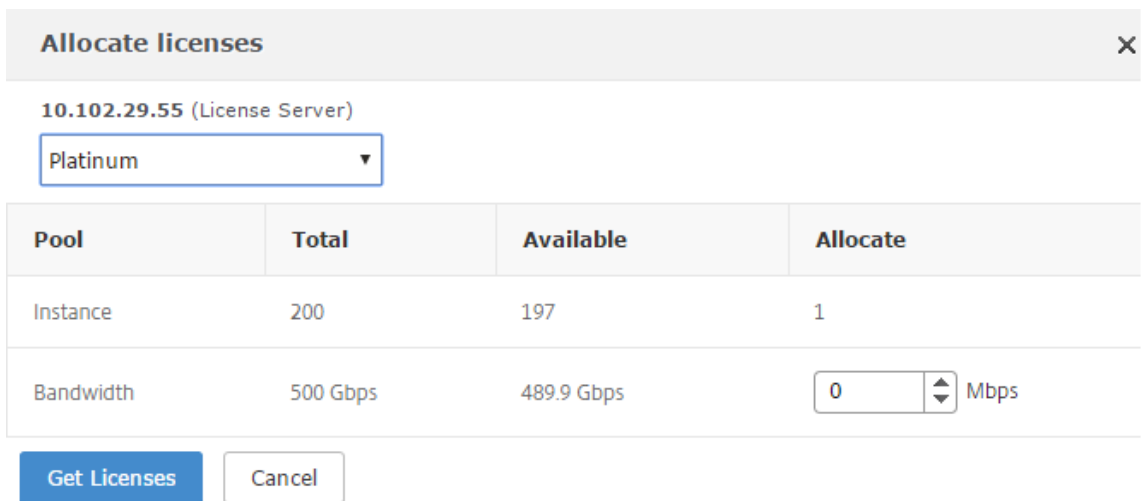 Allocate licenses
10.102.29.55 (License Server)
Platinum
Pool Total Available Allocate
Instance 200 197 1
Bandwidth 500 Gbps 489.9 Gbps 0 Mbps
Get Licenses Cancel